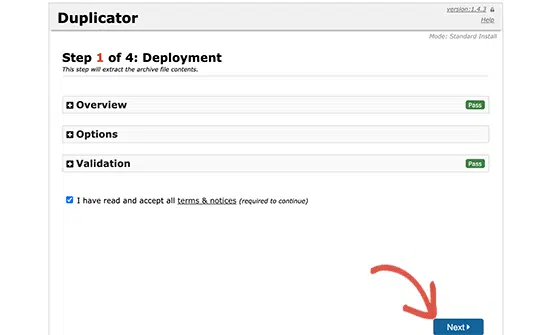 Duplicator
version:1.4.3
Help
Mode: Standard Install
Step 1 of 4: Deployment
This step will extract the archive file contents.
Overview Pass
Options
Validation Pass
I have read and accept all terms & notices (required to continue)
Next